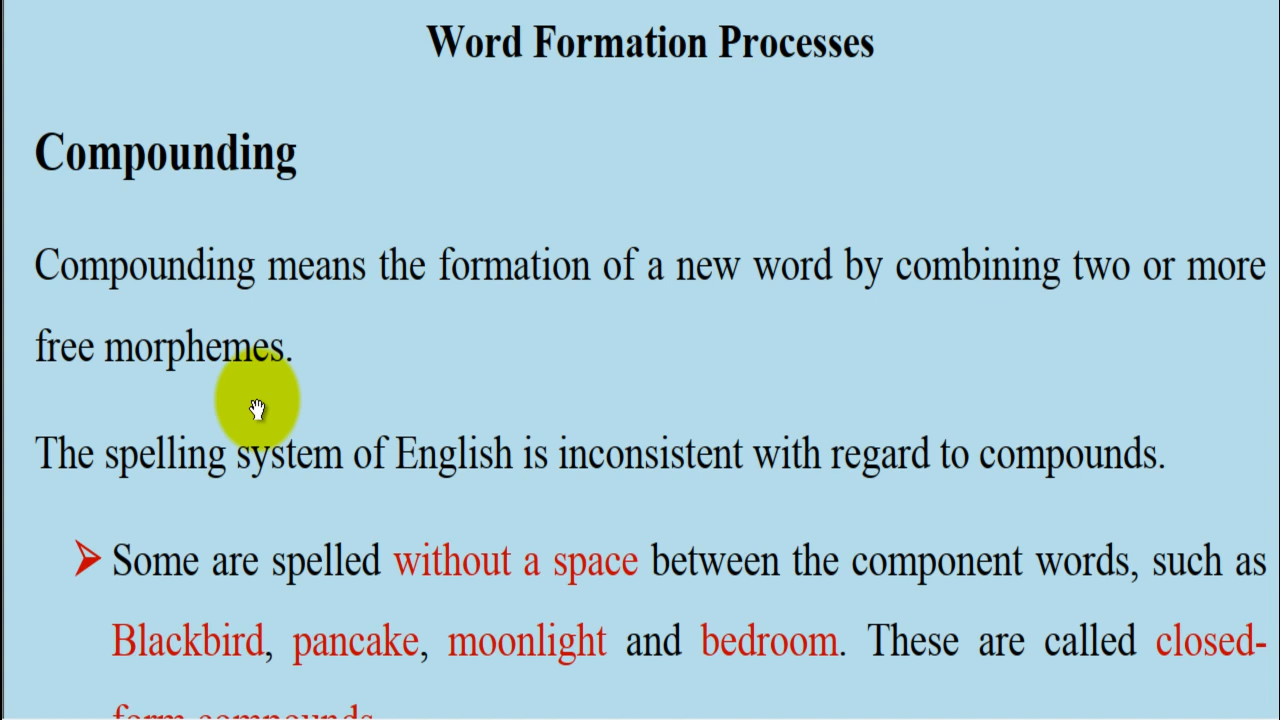 Word Formation Processes
Compounding
Compounding means the formation of a new word by combining two or more
free morphemes.
The spelling system of English is inconsistent with regard to compounds.
Some are spelled without a space between the component words, such as
Blackbird, pancake, moonlight and bedroom. These are called closed-
form compounds.